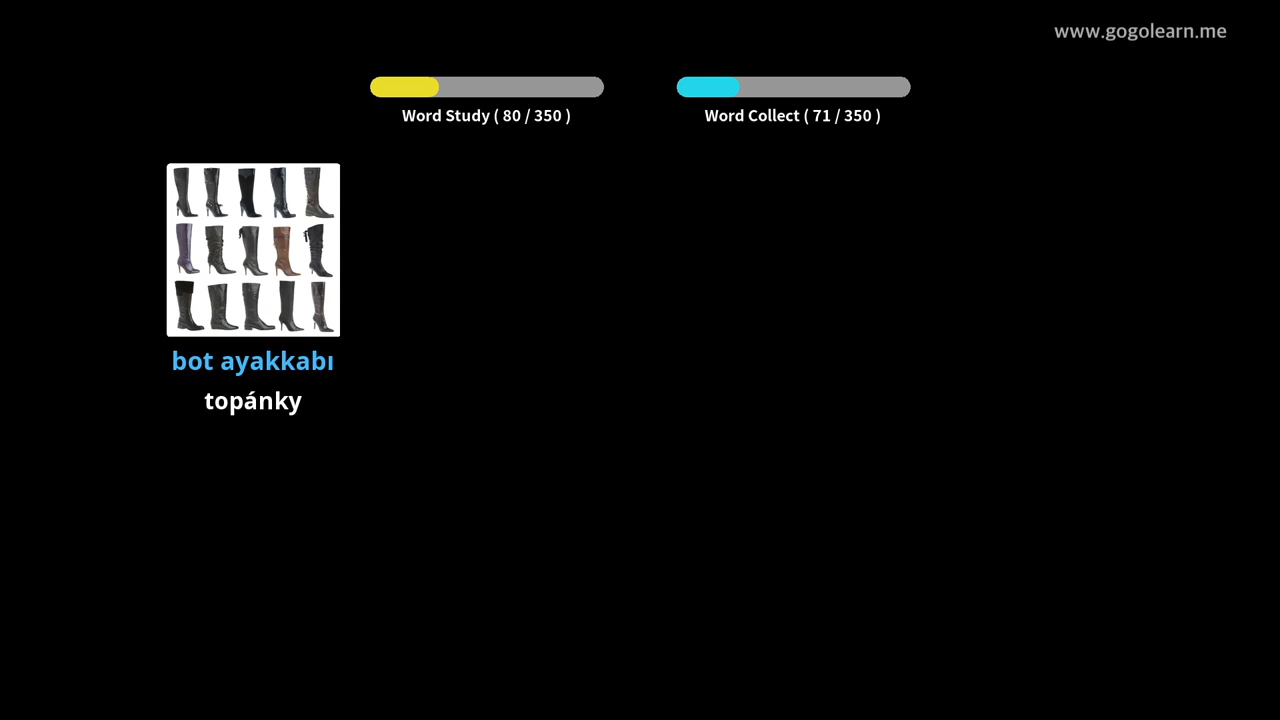 www.gogolearn.me
Word Study ( 80 / 350 )
Word Collect ( 71 / 350 )
bot ayakkabı
topánky